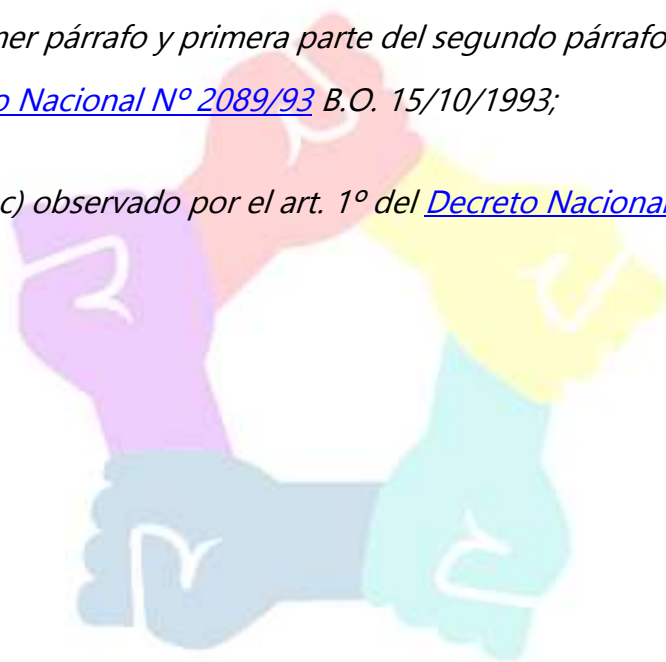 mer párrafo y primera parte del segundo párrafo
o Nacional Nº 2089/93 B.O. 15/10/1993;
c) observado por el art. 1º del Decreto Nacional